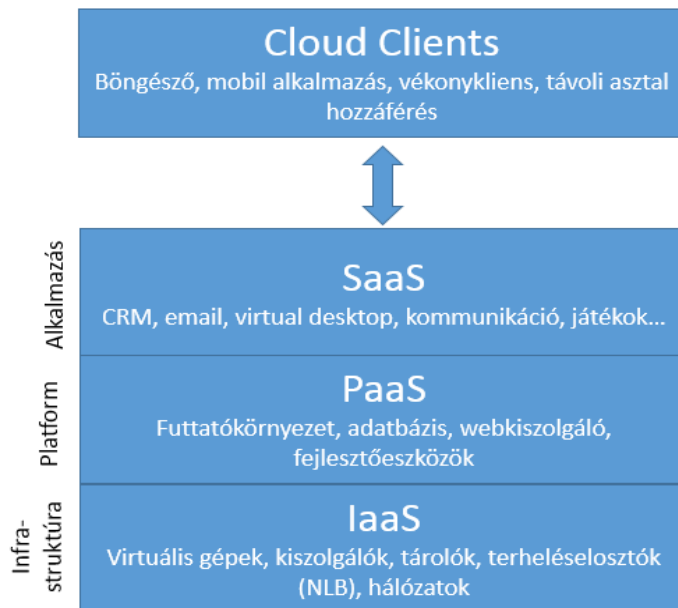 Cloud Clients
Böngésző, mobil alkalmazás, vékonykliens, távoli asztal
hozzáférés
Alkalmazás
SaaS
CRM, email, virtual desktop, kommunikáció, játékok...
Platform
PaaS
Futtatókörnyezet, adatbázis, webkiszolgáló,
fejlesztőeszközök
Infra-
struktúra
IaaS
Virtuális gépek, kiszolgálók, tárolók, terheléselosztók
(NLB), hálózatok